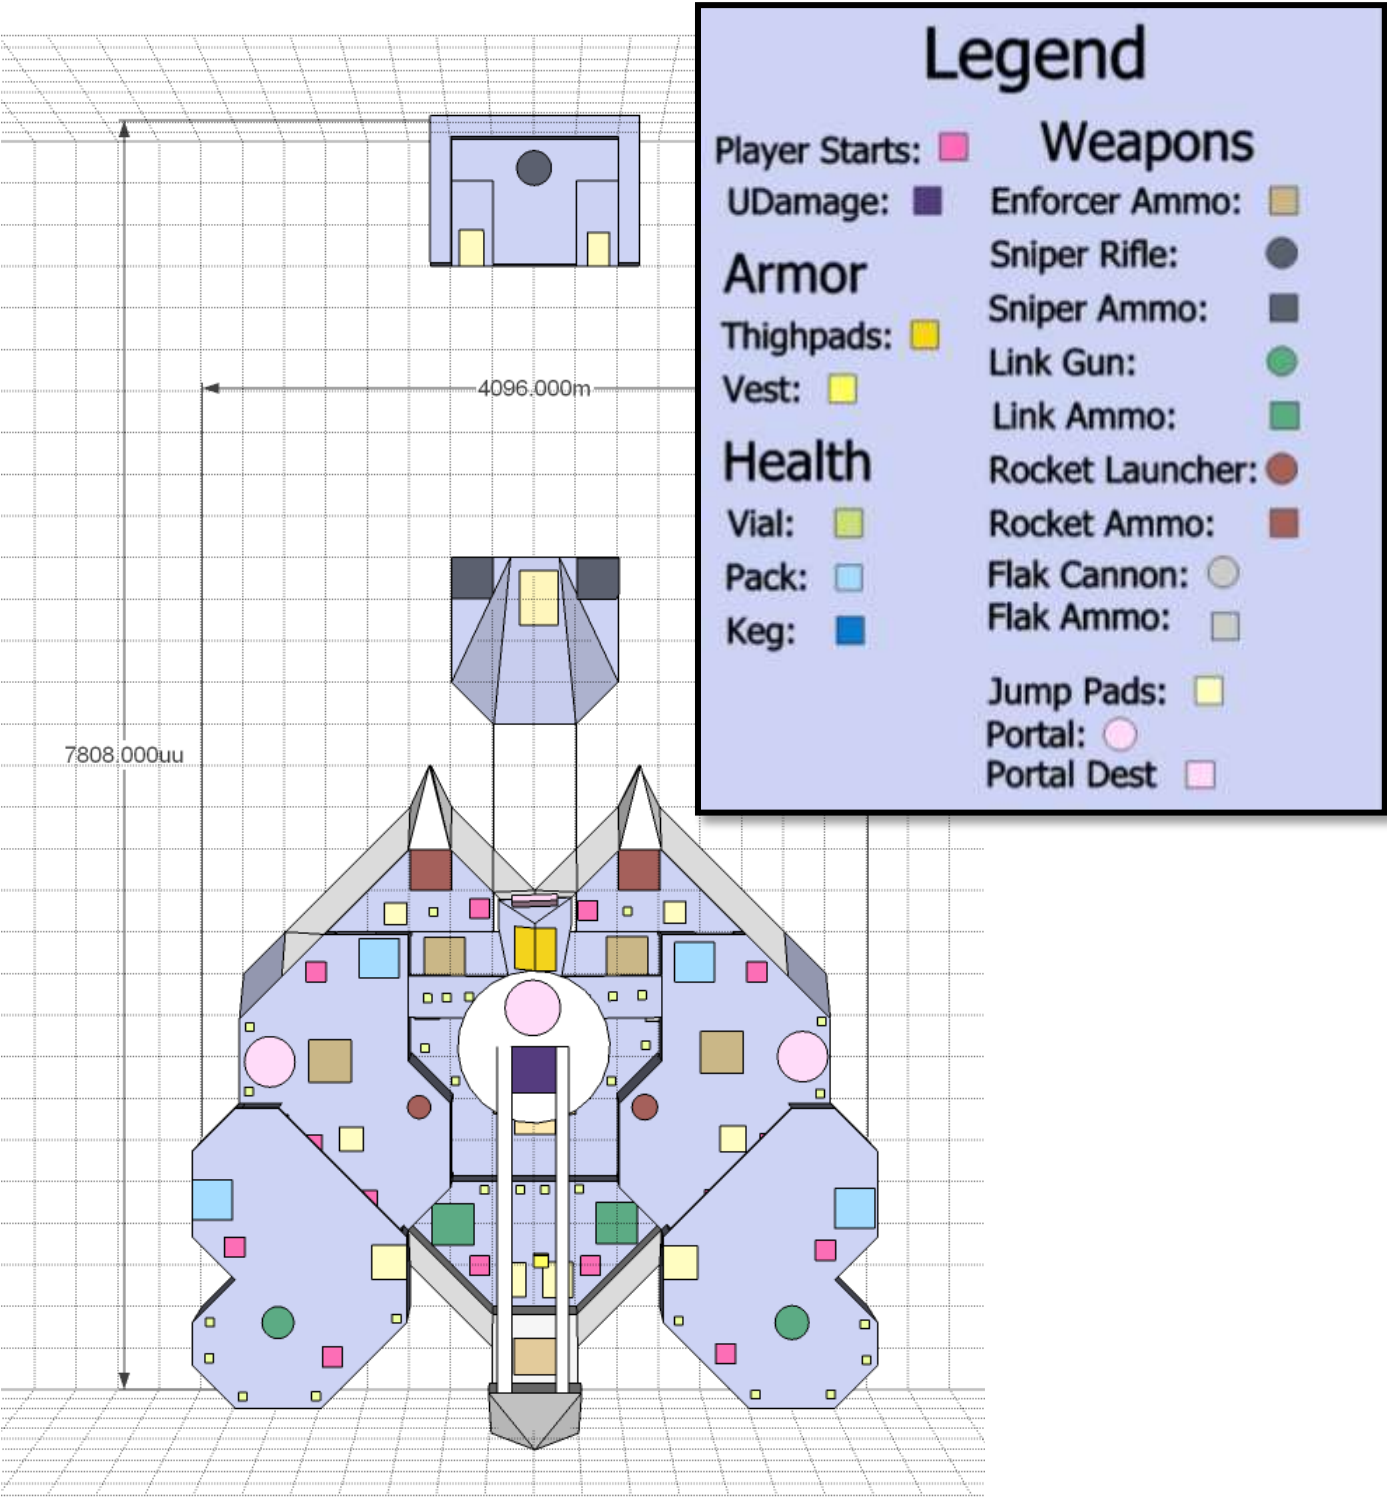 Legend
Player Starts:
UDamage:
Armor
Thighpads:
Vest:
Health
Vial:
Pack:
Keg:
Weapons
Enforcer Ammo:
Sniper Rifle:
Sniper Ammo:
Link Gun:
Link Ammo:
Rocket Launcher:
Rocket Ammo:
Flak Cannon:
Flak Ammo:
Jump Pads:
Portal:
Portal Dest
4096.000m
7808.000uu